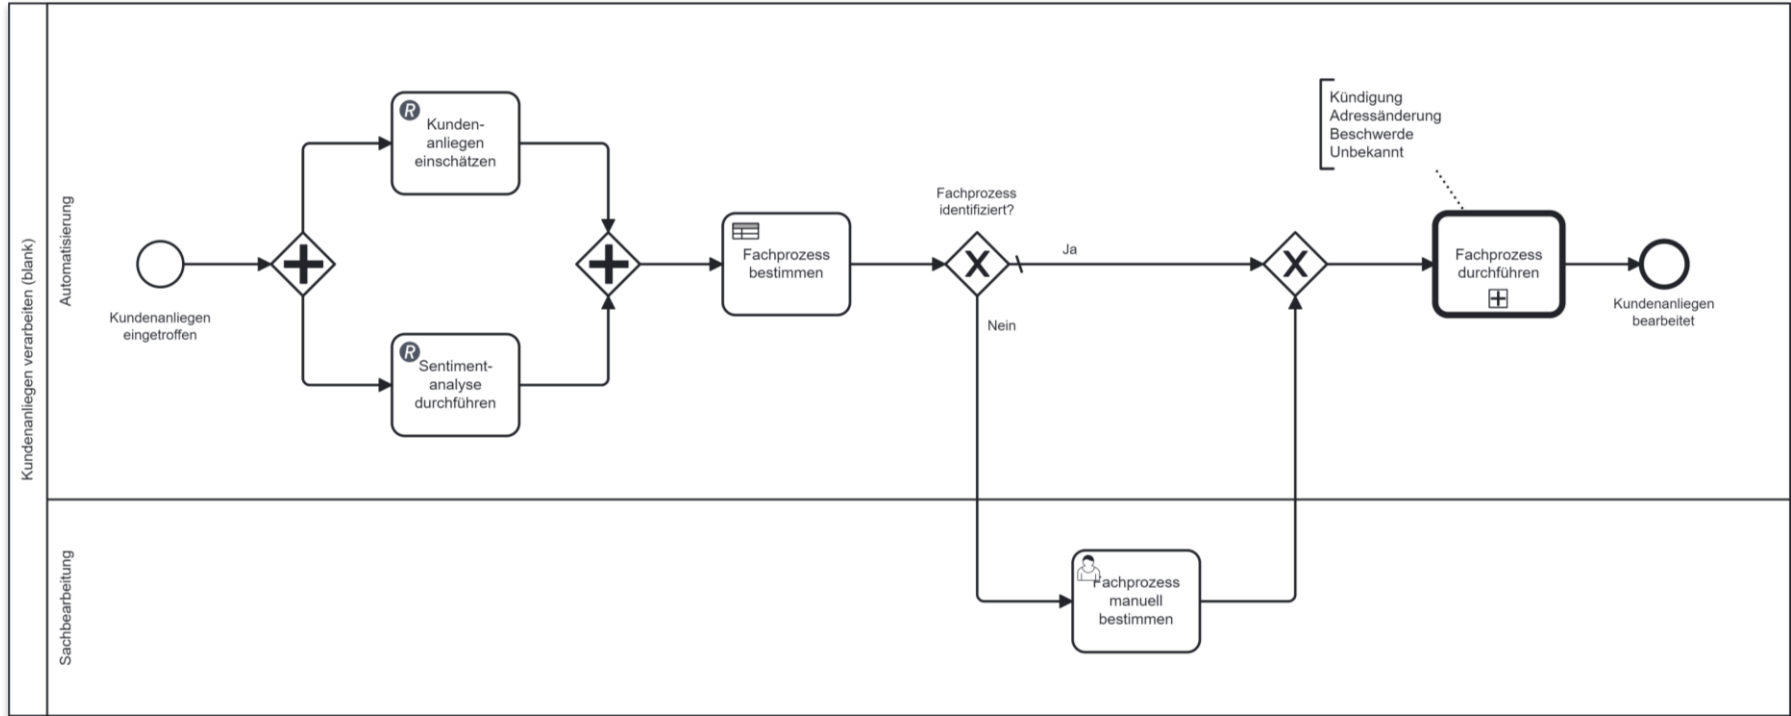 Kundenanliegen verarbeiten (blank)
Automatisierung
Kundenanliegen
eingetroffen
R
Kunden-
anliegen
einschätzen
R
Sentiment-
analyse
durchführen
Fachprozess
bestimmen
Fachprozess
identifiziert?
Ja
Nein
Kündigung
Adressänderung
Beschwerde
Unbekannt
Fachprozess
durchführen
Kundenanliegen
bearbeitet
Sachbearbeitung
Fachprozess
manuell
bestimmen